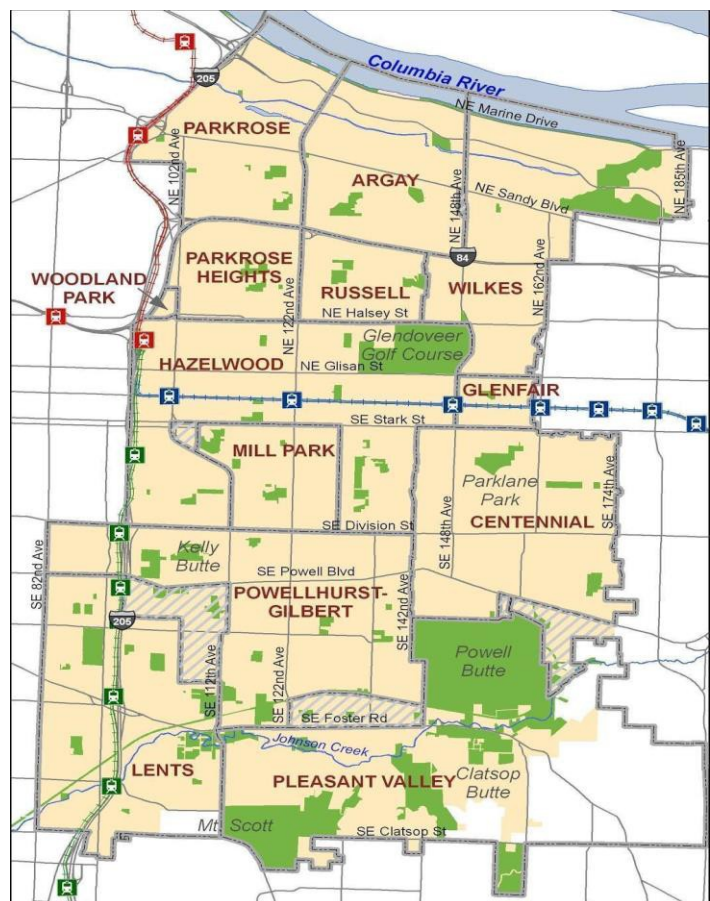 Columbia River
205
NE Marine Drive
PARKROSE
NE 102nd Ave
ARGAY
NE 148th Ave
NE Sandy Blvd
NE 185th Ave
PARKROSE
HEIGHTS
84
WOODLAND
PARK
NE 122nd Ave
RUSSELL
WILKES
NE 162nd Ave
NE Halsey St
Glendoveer
Golf Course
HAZELWOOD
NE Glisan St
GLENFAIR
SE Stark St
MILL PARK
Parklane
Park
SE 174th Ave
SE Division St
SE 148th Ave
CENTENNIAL
Kelly
Butte
SE 82nd Ave
SE Powell Blvd
POWELLHURST-
GILBERT
SE 142nd Ave
205
Powell
Butte
SE 112th Ave
SE 122nd Ave
SE Foster Rd
Johnson Creek
LENTS
PLEASANT VALLEY
Clatsop
Butte
Mt. Scott
SE Clatsop St